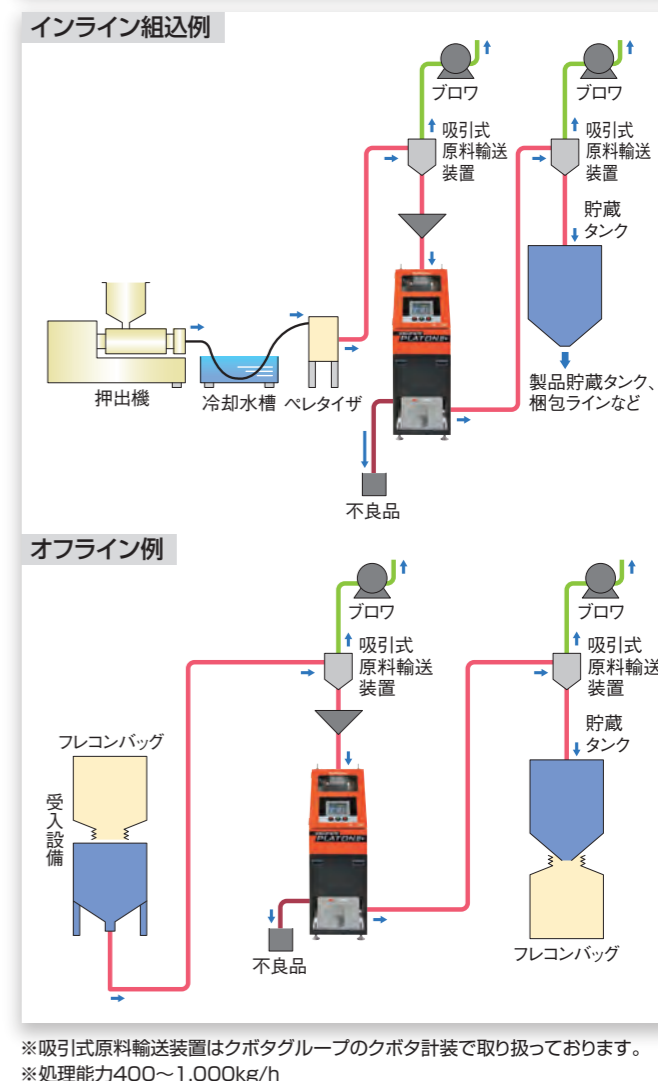 インライン組込例
ブロワ
ブロワ
吸引式
原料輸送
装置
吸引式
原料輸送
装置
貯蔵
タンク
PLATON
押出機
冷却水槽
ペレタイザ
製品貯蔵タンク、
梱包ラインなど
不良品
オフライン例
ブロワ
ブロワ
吸引式
原料輸送
装置
吸引式
原料輸送
装置
フレコンバッグ
貯蔵
タンク
受入設備
PLATON
不良品
フレコンバッグ
※吸引式原料輸送装置はクボタグループのクボタ計装で取り扱っております。
※処理能力400〜1,000kg/h